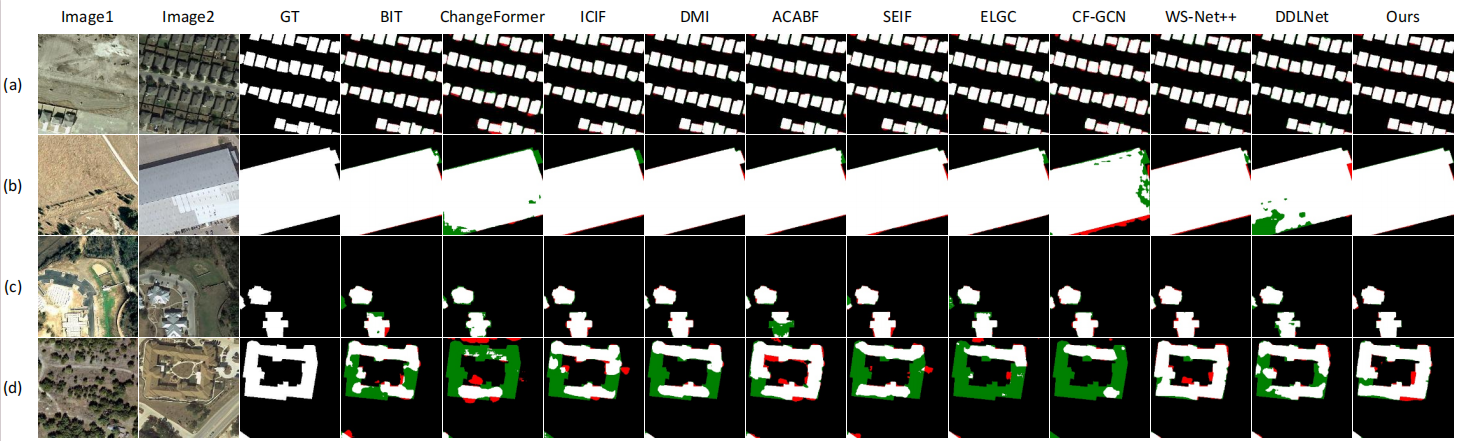 Image1 Image2 GT BIT ChangeFormer ICIF DMI ACABF SEIF ELGC CF-GCN WS-Net++ DDLNet Ours
(a)
(b)
(c)
(d)